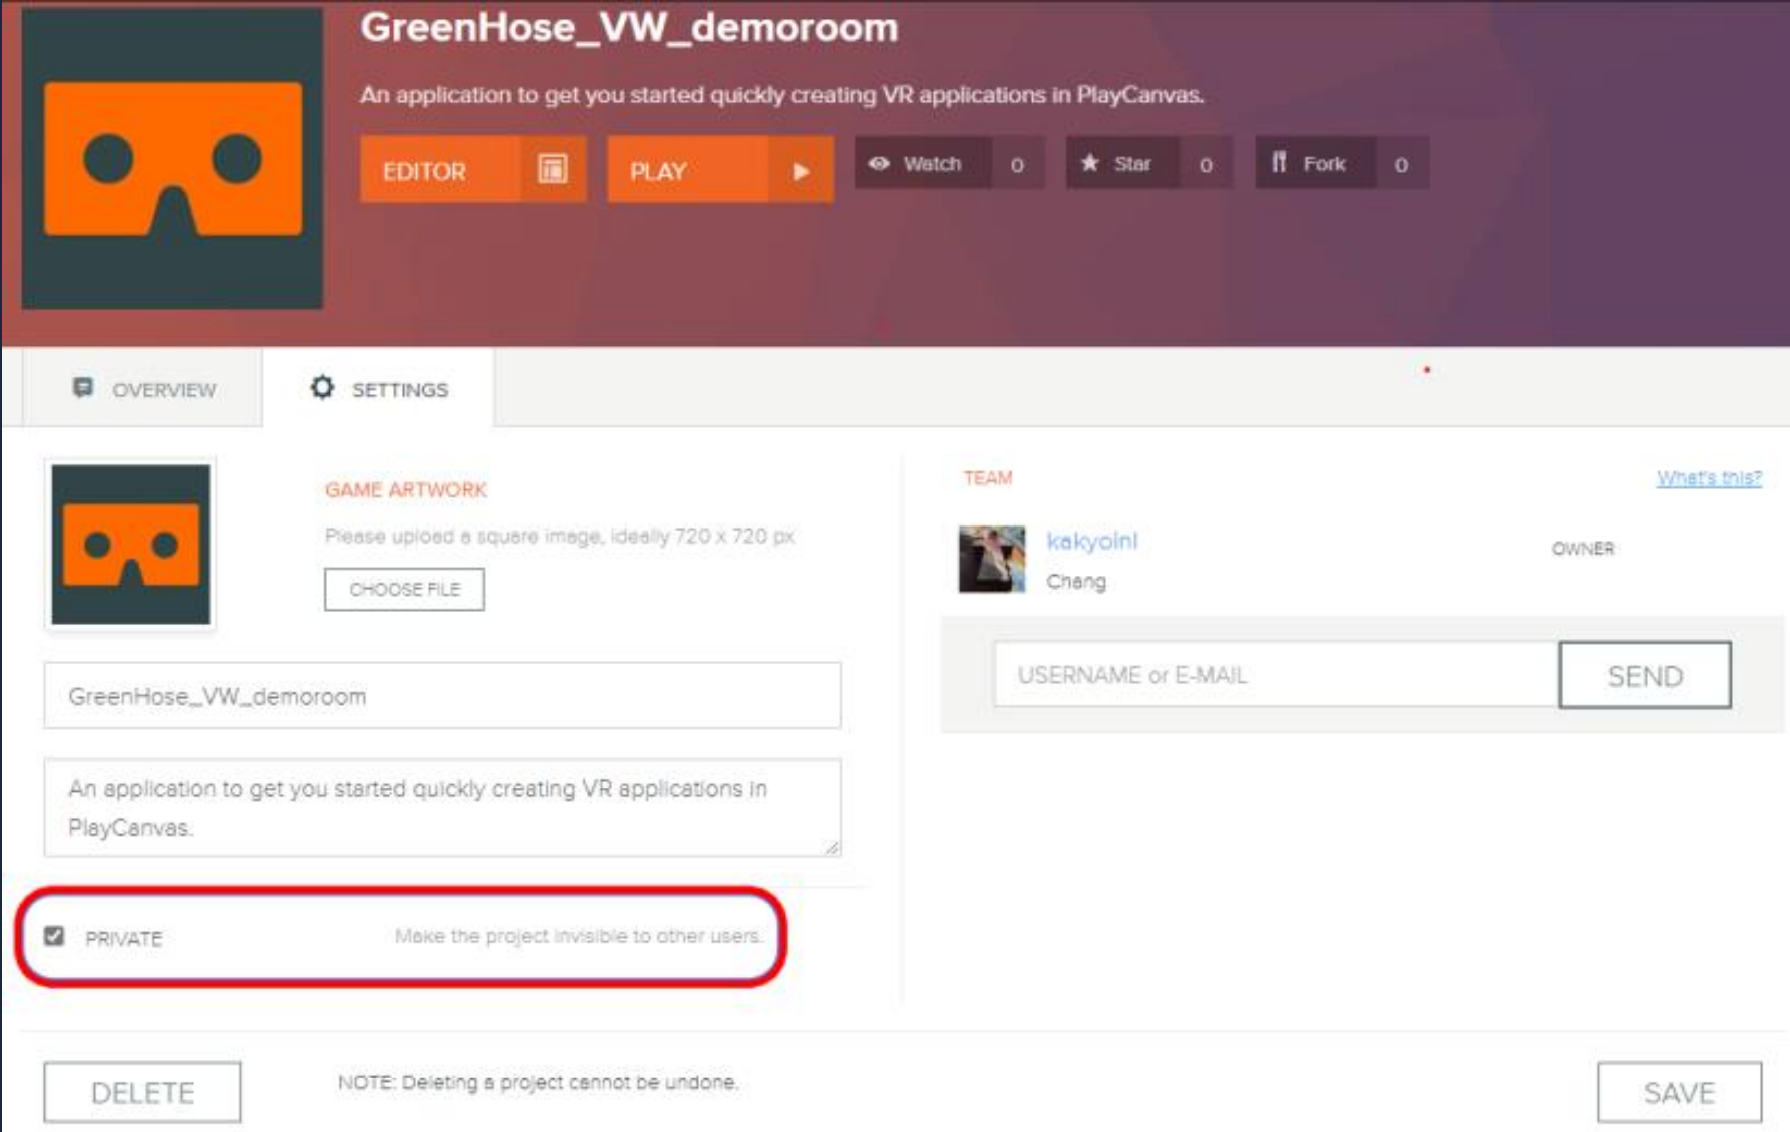 GreenHose_VW_demoroom
An application to get you started quickly creating VR applications in PlayCanvas.
EDITOR
PLAY
Watch 0
Star 0
Fork 0
OVERVIEW
SETTINGS
GAME ARTWORK
Please upload a square image, ideally 720 x 720 px
CHOOSE FILE
GreenHose_VW_demoroom
An application to get you started quickly creating VR applications in
PlayCanvas.
PRIVATE
Make the project invisible to other users.
TEAM
What's this?
kakyoinl
Chang
OWNER
USERNAME or E-MAIL
SEND
DELETE
NOTE: Deleting a project cannot be undone.
SAVE